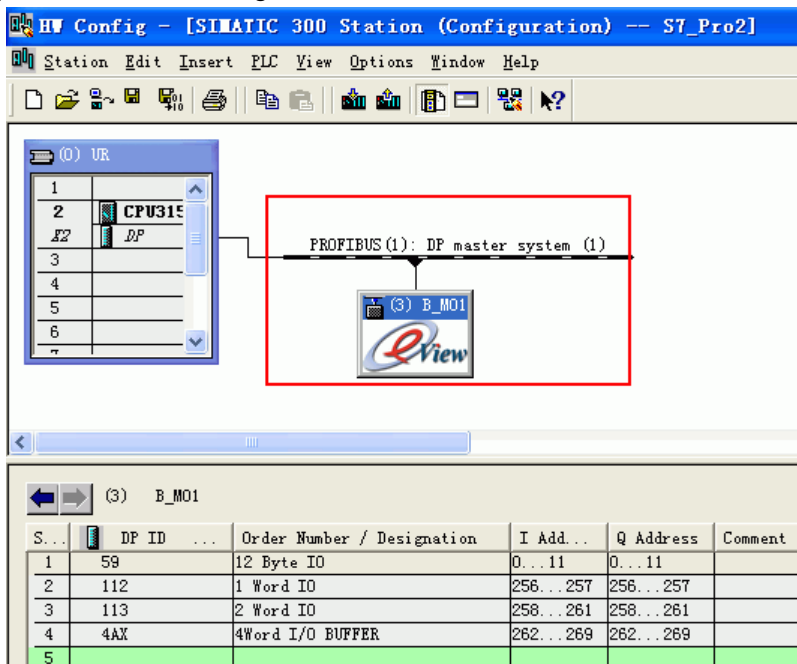 HW Config - [SIMATIC 300 Station (Configuration) -- S7_Pro2]
Station Edit Insert PLC View Options Window Help
(0) UR
1
2 CPU315
X2 DP
3
4
5
6
7
PROFIBUS(1): DP master system (1)
(3) B_MO1
eView
(3) B_MO1
S... DP ID ... Order Number / Designation I Add... Q Address Comment
1 59 12 Byte IO 0...11 0...11
2 112 1 Word IO 256...257 256...257
3 113 2 Word IO 258...261 258...261
4 4AX 4Word I/O BUFFER 262...269 262...269
5